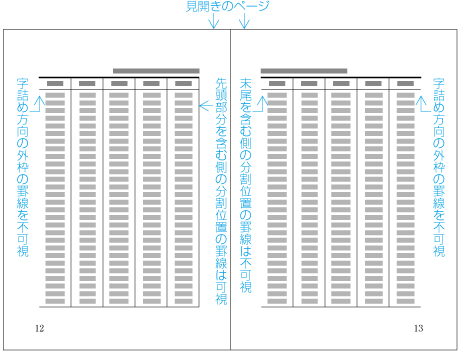 見開きのページ
字詰め方向の外枠の罫線を不可視
先頭部分を含む側の分割位置の罫線は可視
末尾を含む側の分割位置の罫線は不可視
字詰め方向の外枠の罫線を不可視
12
13